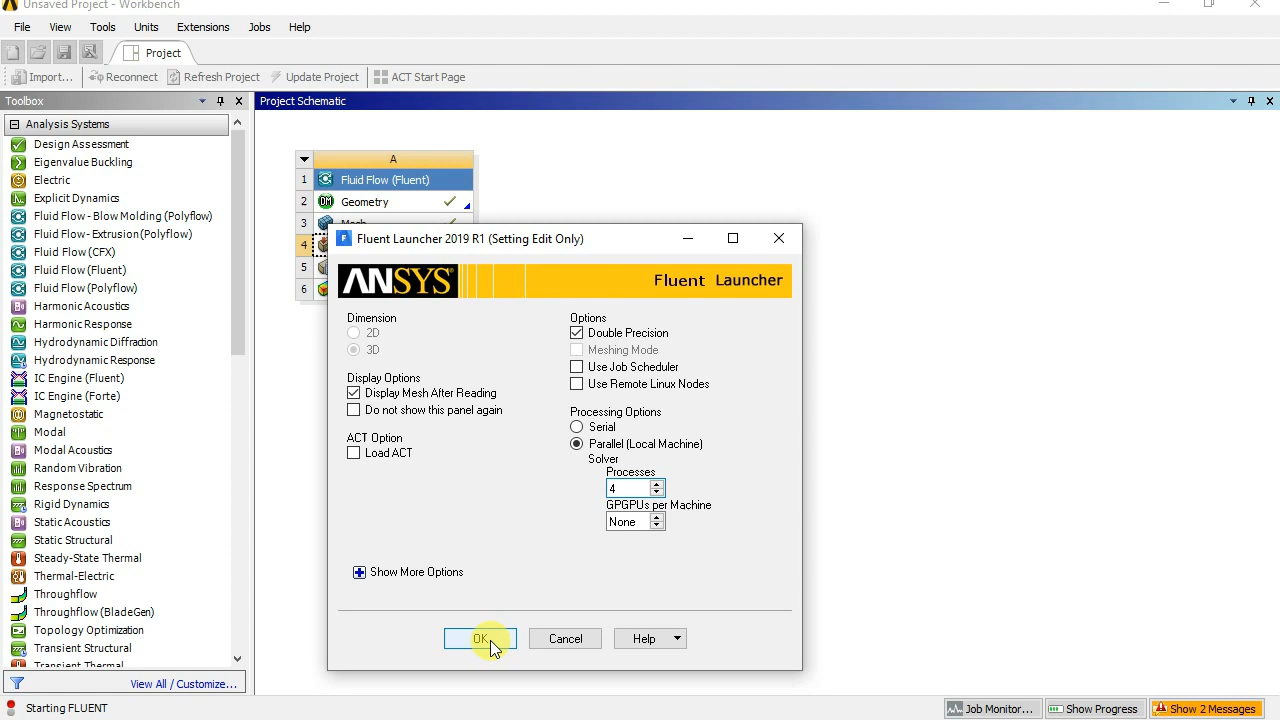 Unsaved Project - Workbench
File View Tools Units Extensions Jobs Help
Project
Import... Reconnect Refresh Project Update Project ACT Start Page
Toolbox
Project Schematic
Analysis Systems
Design Assessment
Eigenvalue Buckling
Electric
Explicit Dynamics
Fluid Flow - Blow Molding (Polyflow)
Fluid Flow - Extrusion (Polyflow)
Fluid Flow (CFX)
Fluid Flow (Fluent)
Fluid Flow (Polyflow)
Harmonic Acoustics
Harmonic Response
Hydrodynamic Diffraction
Hydrodynamic Response
IC Engine (Fluent)
IC Engine (Forte)
Magnetostatic
Modal
Modal Acoustics
Random Vibration
Response Spectrum
Rigid Dynamics
Static Acoustics
Static Structural
Steady-State Thermal
Thermal-Electric
Throughflow
Throughflow (BladeGen)
Topology Optimization
Transient Structural
Transient Thermal
View All / Customize...
A
1 Fluid Flow (Fluent)
2 DM Geometry
3 Mesh
4
5
6
Fluent Launcher 2019 R1 (Setting Edit Only)
ANSYS Fluent Launcher
Dimension
2D
3D
Display Options
Display Mesh After Reading
Do not show this panel again
ACT Option
Load ACT
Options
Double Precision
Meshing Mode
Use Job Scheduler
Use Remote Linux Nodes
Processing Options
Serial
Parallel (Local Machine)
Solver
Processes
4
GPGPUs per Machine
None
Show More Options
OK Cancel Help
Starting FLUENT
Job Monitor... Show Progress Show 2 Messages